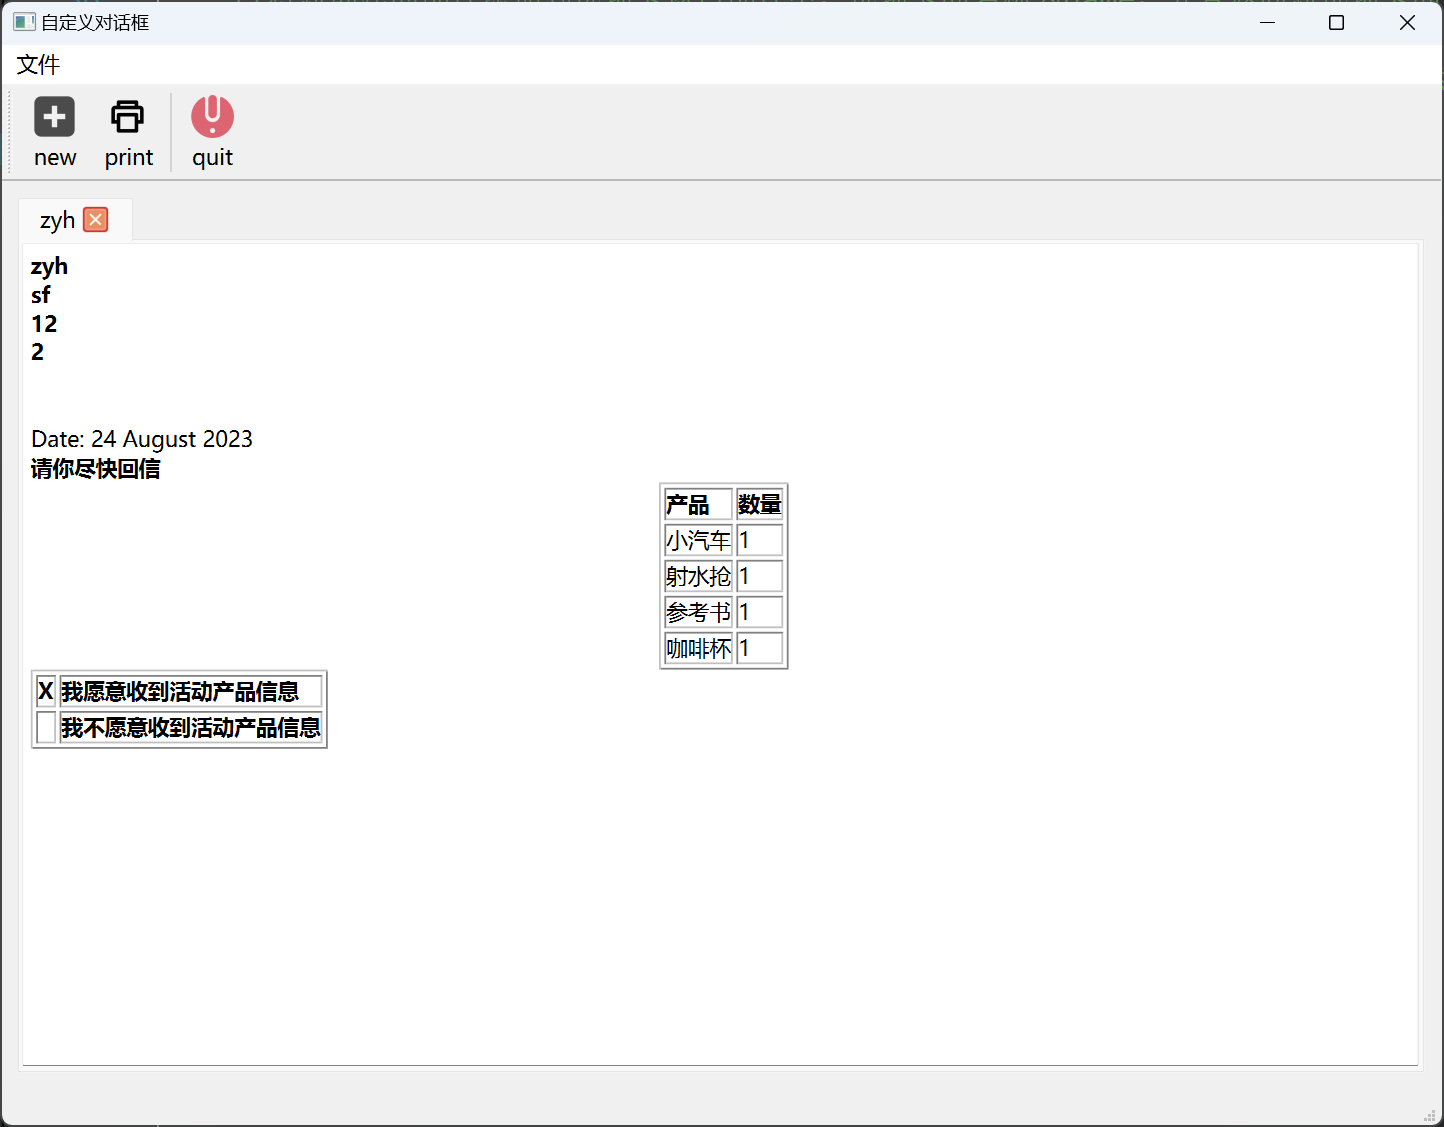 自定义对话框
文件
new print quit
zyh
zyh
sf
12
2
Date: 24 August 2023
请你尽快回信
产品 数量
小汽车 1
射水抢 1
参考书 1
咖啡杯 1
X 我愿意收到活动产品信息
我不愿意收到活动产品信息